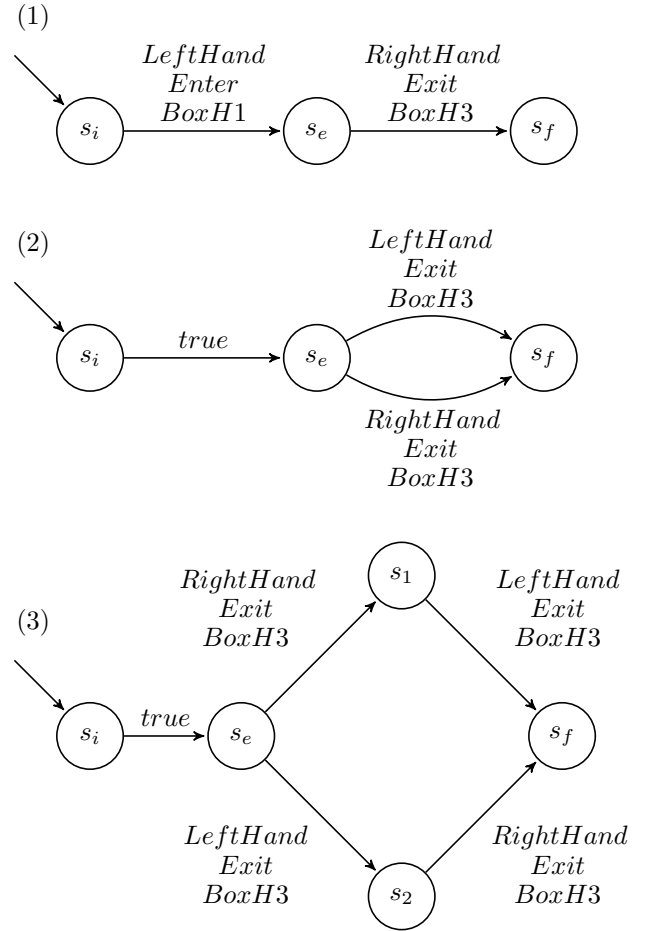 (1)
LeftHand
Enter
BoxH1
RightHand
Exit
BoxH3
s_i
s_e
s_f
(2)
LeftHand
Exit
BoxH3
s_i
true
s_e
s_f
RightHand
Exit
BoxH3
(3)
s_1
RightHand
Exit
BoxH3
LeftHand
Exit
BoxH3
s_i
true
s_e
s_f
LeftHand
Exit
BoxH3
RightHand
Exit
BoxH3
s_2